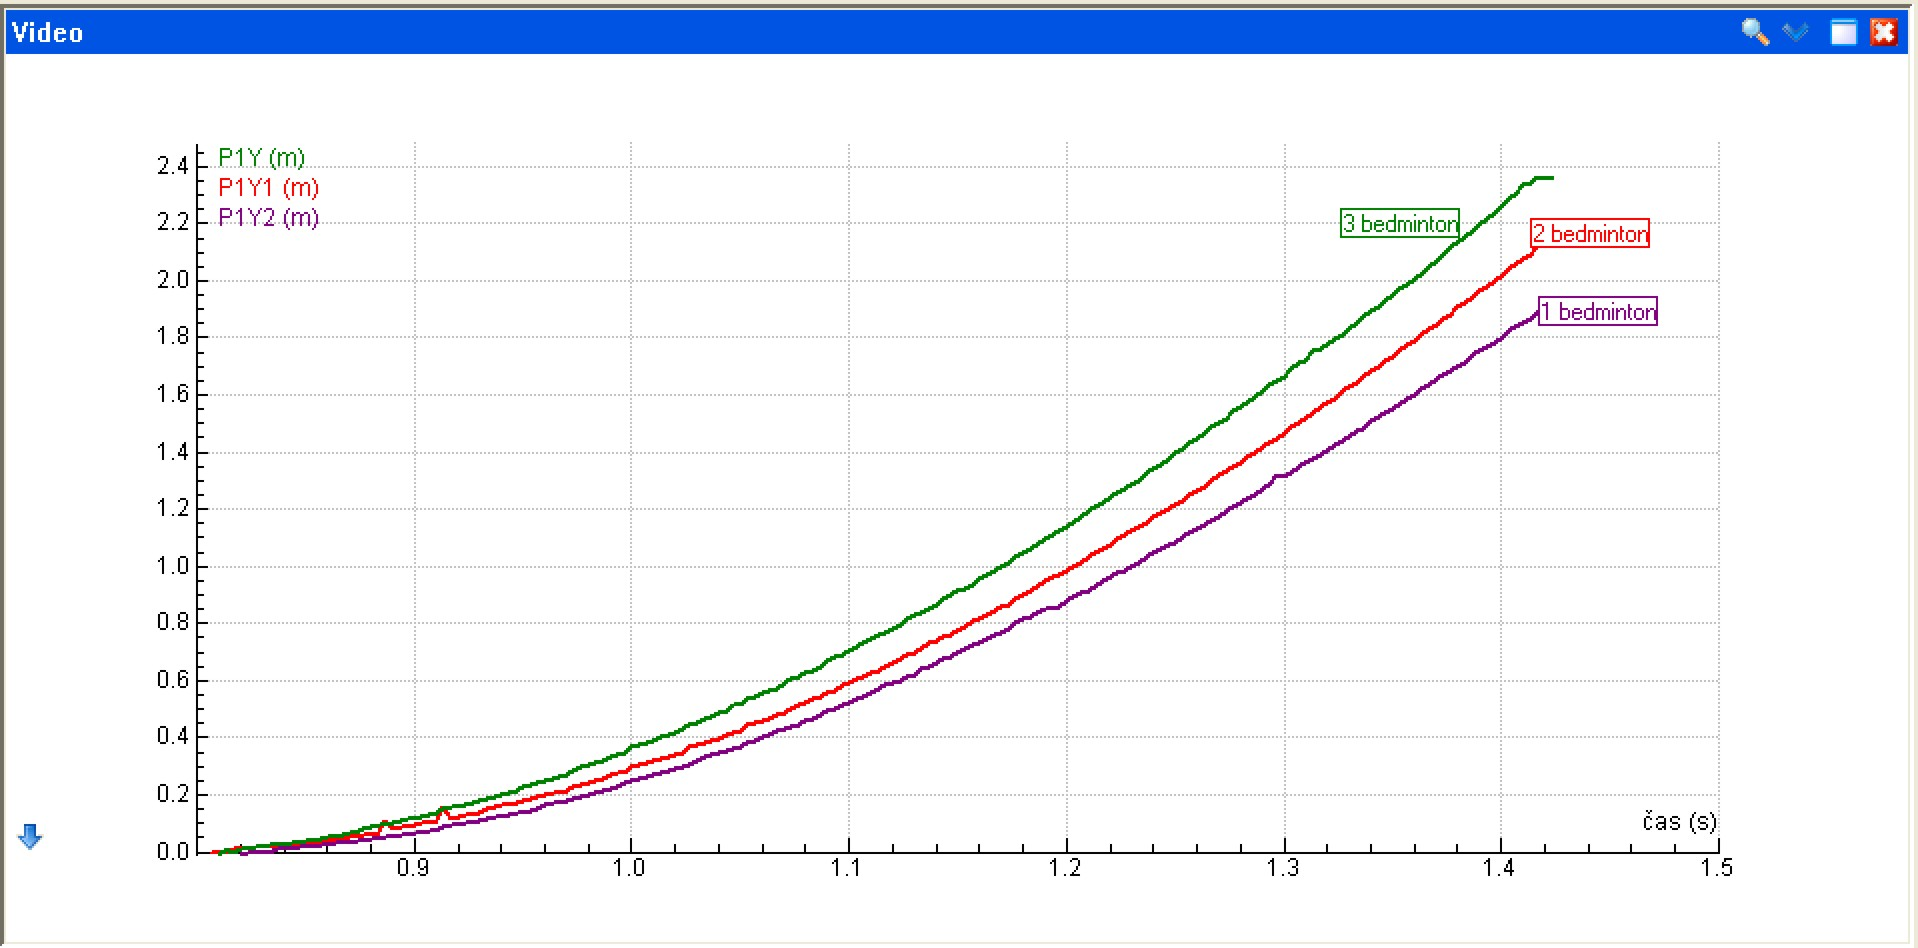 Video
P1Y (m)
P1Y1 (m)
P1Y2 (m)
3 bedminton
2 bedminton
1 bedminton
2.4
2.2
2.0
1.8
1.6
1.4
1.2
1.0
0.8
0.6
0.4
0.2
0.0
čas (s)
0.9 1.0 1.1 1.2 1.3 1.4 1.5